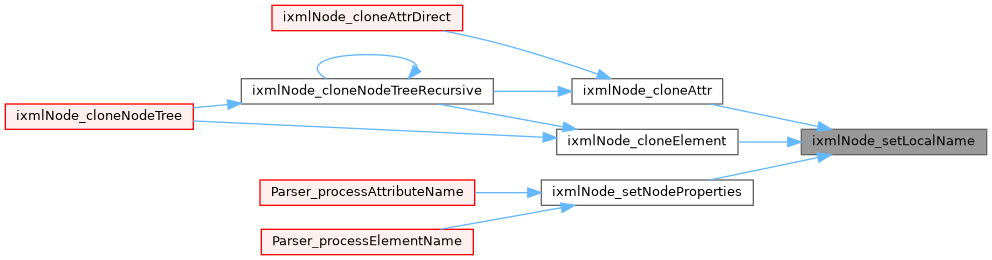 ixmlNode_cloneAttrDirect
ixmlNode_cloneNodeTreeRecursive
ixmlNode_cloneAttr
ixmlNode_cloneNodeTree
ixmlNode_cloneElement
ixmlNode_setLocalName
Parser_processAttributeName
ixmlNode_setNodeProperties
Parser_processElementName